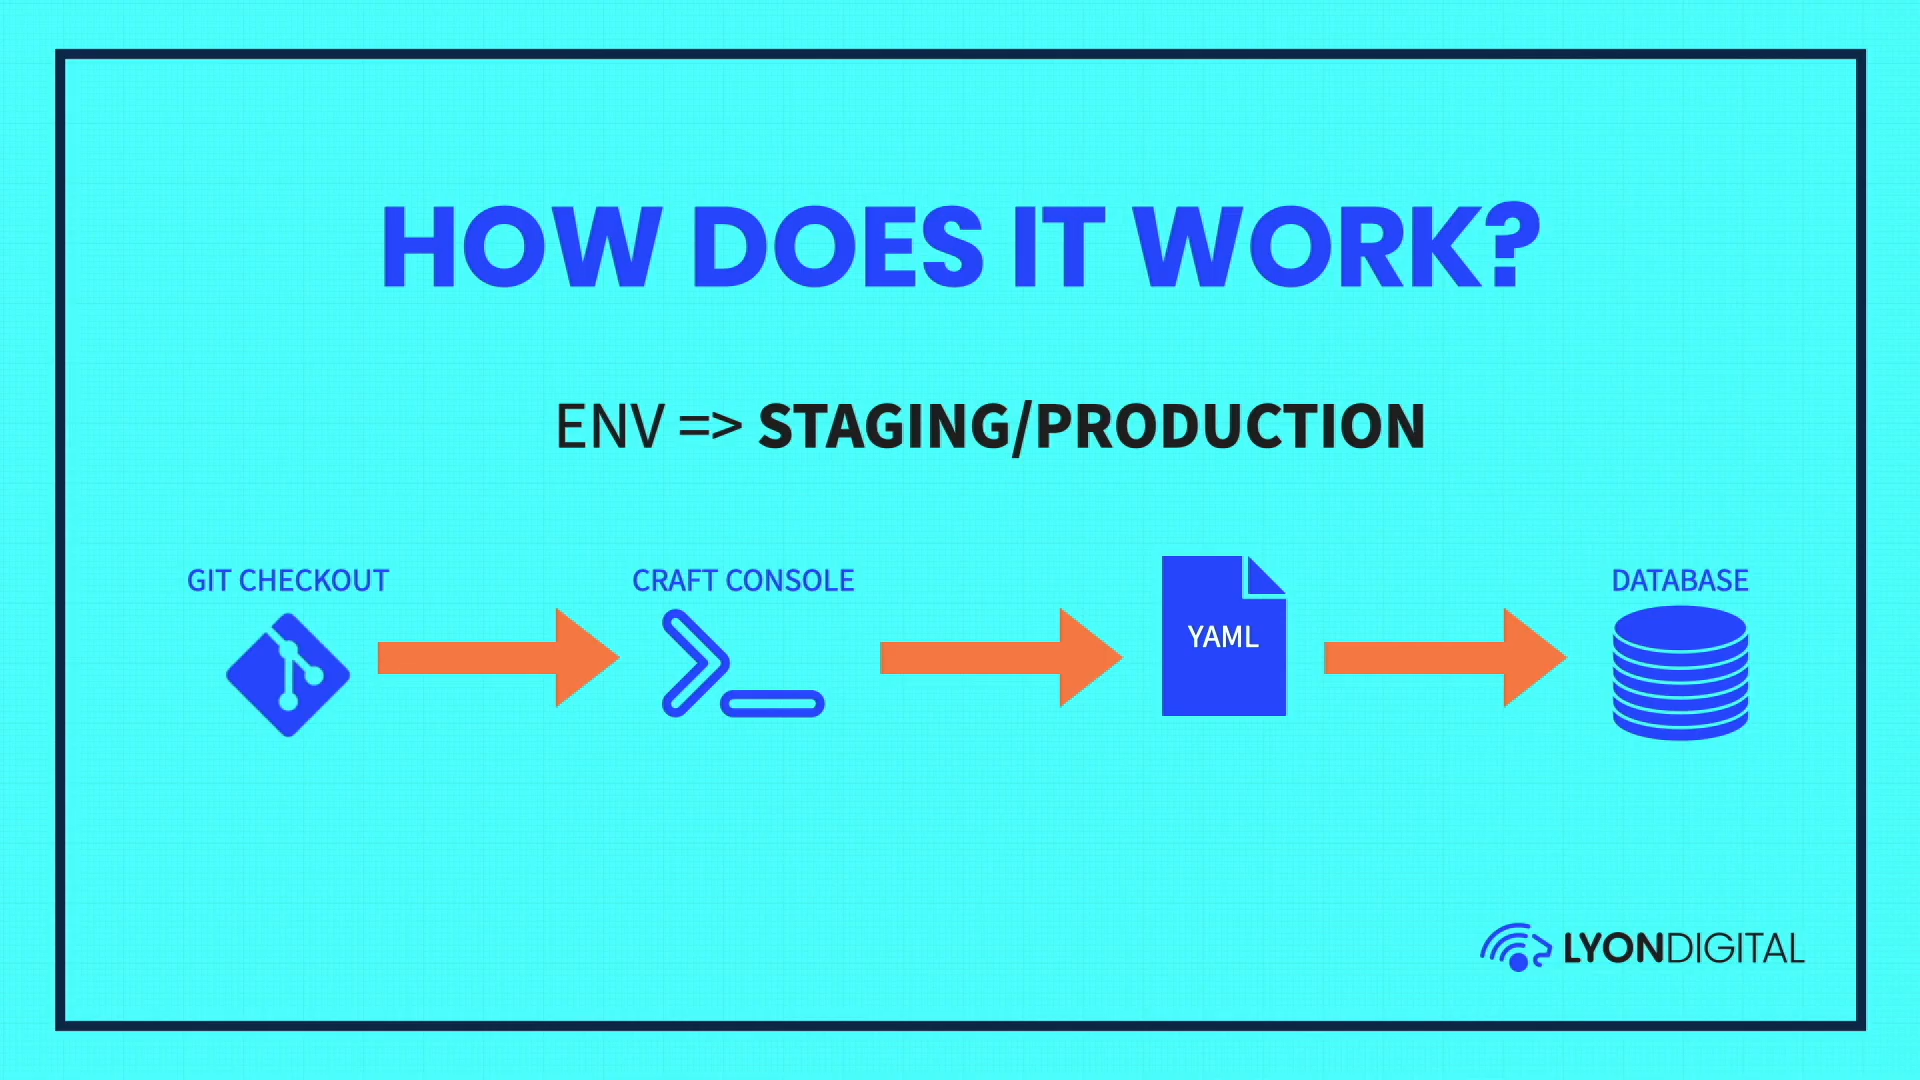 HOW DOES IT WORK?
ENV => STAGING/PRODUCTION
GIT CHECKOUT
CRAFT CONSOLE
YAML
DATABASE
LYONDIGITAL